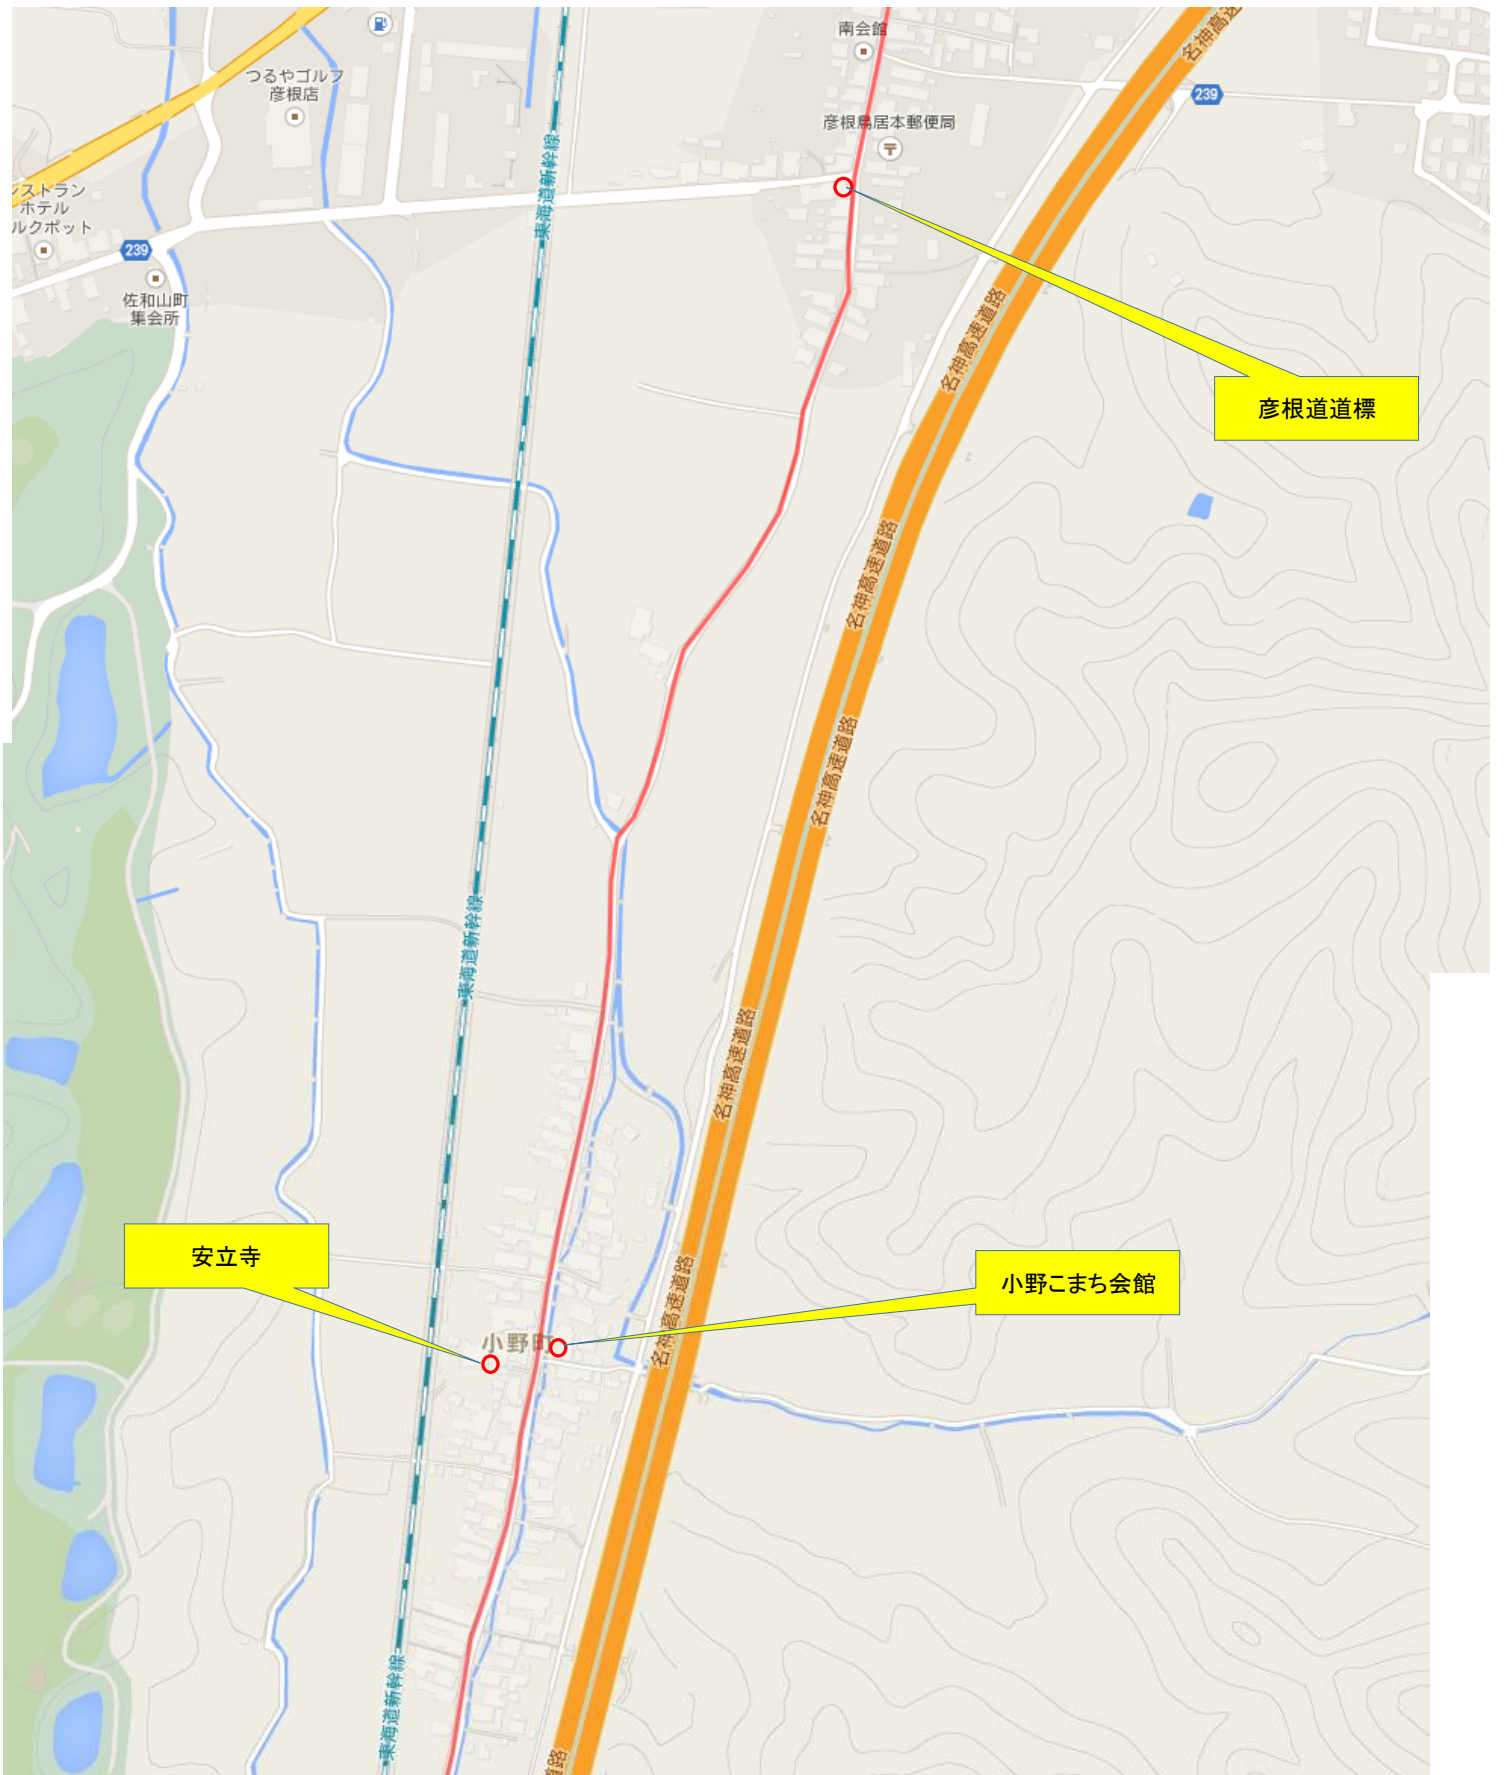 南会館
つるやゴルフ
彦根店
名神高速
239
彦根鳥居本郵便局
東海道新幹線
ストラン
ホテル
ルクポット
239
佐和山町
集会所
名神高速道路
彦根道道標
名神高速道路
名神高速道路
東海道新幹線
名神高速道路
安立寺
小野こまち会館
名神高速道路
小野町
東海道新幹線
道路